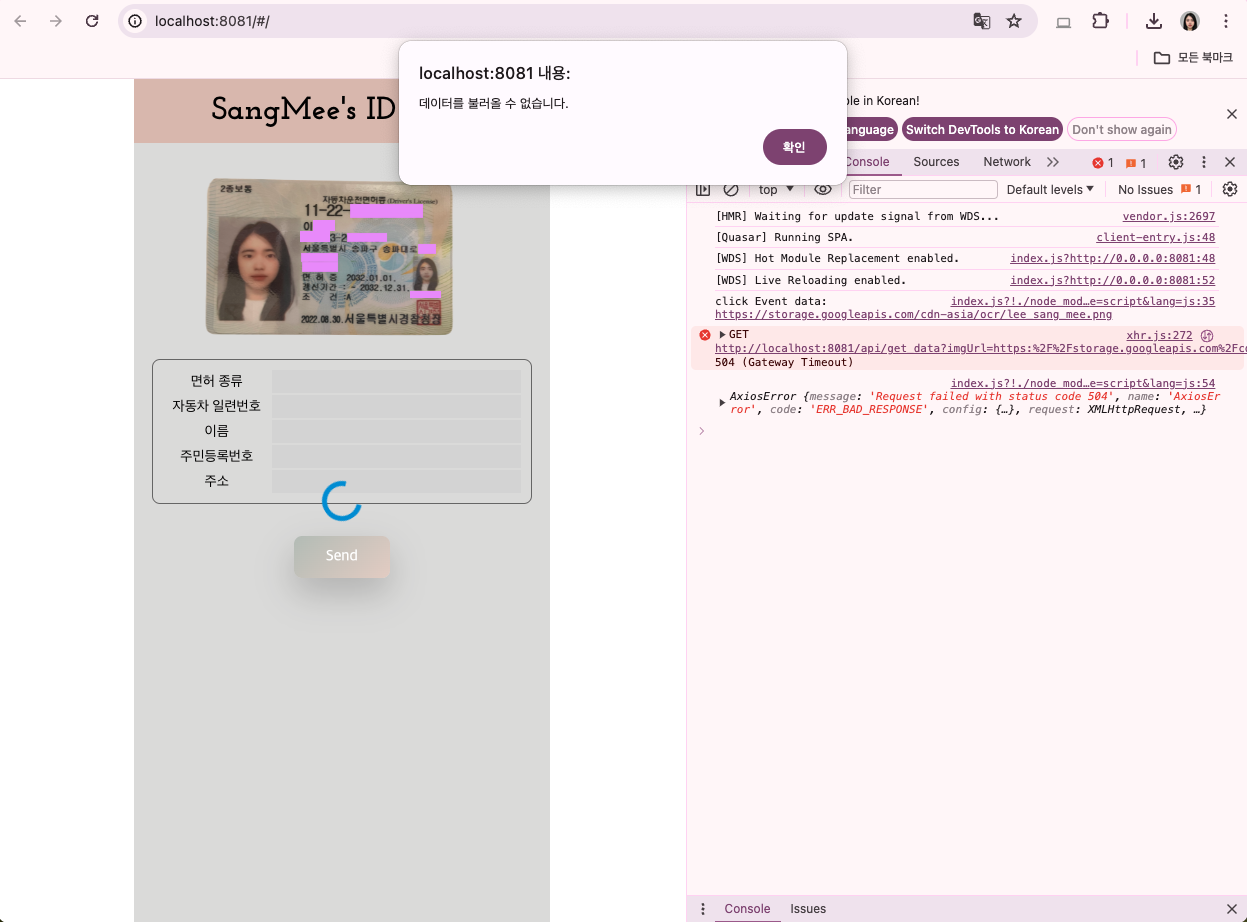 localhost:8081/#/
모든 북마크
localhost:8081 내용:
데이터를 불러올 수 없습니다.
확인
SangMee's ID
2종보통
자동차운전면허증 (Driver's License)
11-22-
이
3-2
서울특별시 송파구 송파대로
면 허 증 2032.01.01.
갱신기간 : ~ 2032.12.31.
조 건 :A
2022.08.30.서울특별시경찰청장
면허 종류
자동차 일련번호
이름
주민등록번호
주소
Send
ble in Korean!
anguage
Switch DevTools to Korean
Don't show again
Console
Sources
Network
1
1
top
Filter
Default levels
No Issues
1
[HMR] Waiting for update signal from WDS... vendor.js:2697
[Quasar] Running SPA. client-entry.js:48
[WDS] Hot Module Replacement enabled. index.js?http://0.0.0.0:8081:48
[WDS] Live Reloading enabled. index.js?http://0.0.0.0:8081:52
click Event data: index.js?!./node_mod…e=script&lang=js:35
https://storage.googleapis.com/cdn-asia/ocr/lee_sang_mee.png
GET xhr.js:272
http://localhost:8081/api/get_data?imgUrl=https:%2F%2Fstorage.googleapis.com%2Fc
504 (Gateway Timeout)
index.js?!./node_mod…e=script&lang=js:54
AxiosError {message: 'Request failed with status code 504', name: 'AxiosEr
ror', code: 'ERR_BAD_RESPONSE', config: {…}, request: XMLHttpRequest, …}
Console
Issues